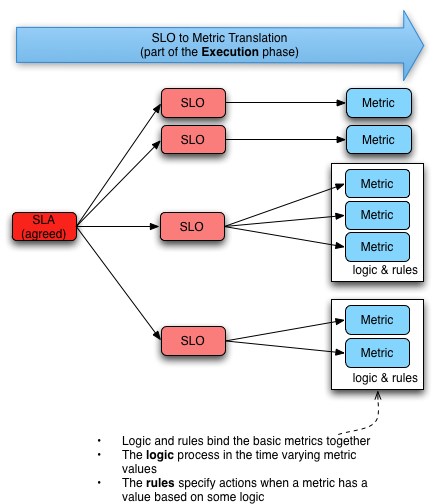 SLO to Metric Translation
(part of the Execution phase)
SLO
Metric
SLO
Metric
Metric
SLA
(agreed)
SLO
Metric
Metric
logic & rules
SLO
Metric
Metric
logic & rules
• Logic and rules bind the basic metrics together
• The logic process in the time varying metric
values
• The rules specify actions when a metric has a
value based on some logic